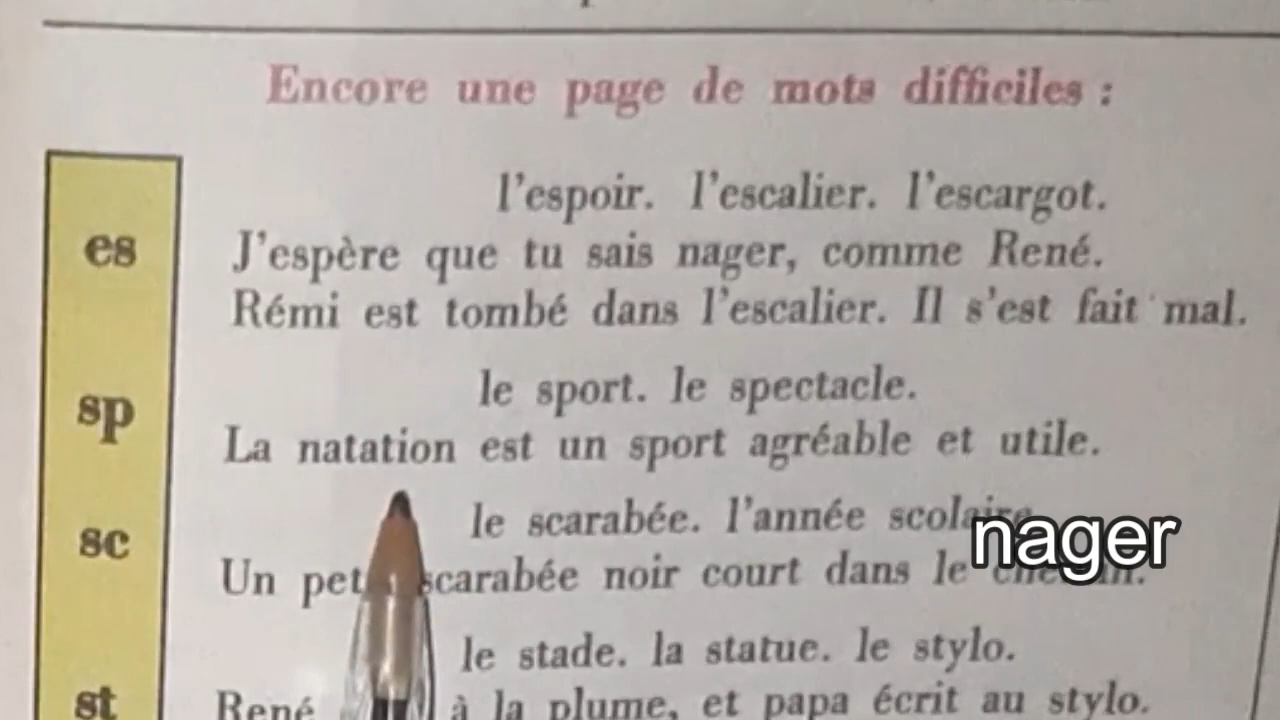 Encore une page de mots difficiles :
l'espoir. l'escalier. l'escargot.
es
J'espère que tu sais nager, comme René.
Rémi est tombé dans l'escalier. Il s'est fait mal.
le sport. le spectacle.
sp
La natation est un sport agréable et utile.
le scarabée. l'année scolaire
sc
nager
Un scarabée noir court dans le
le stade. la statue. le stylo.
st
René à la plume, et papa écrit au stylo.